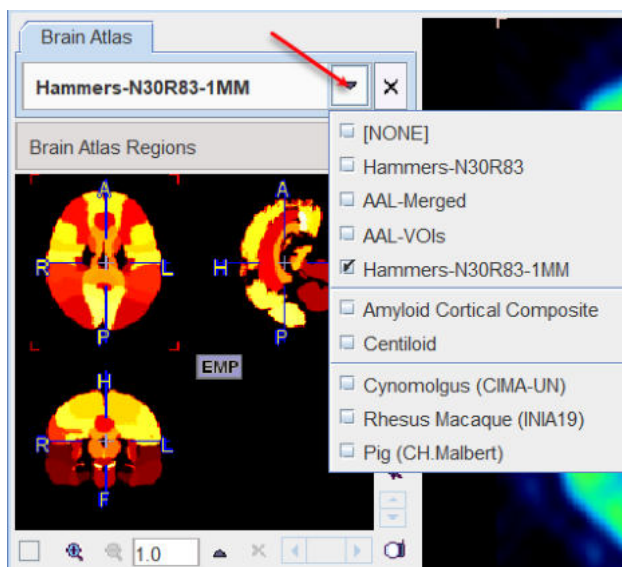 Brain Atlas
Hammers-N30R83-1MM
Brain Atlas Regions
[NONE]
Hammers-N30R83
AAL-Merged
AAL-VOIs
Hammers-N30R83-1MM
Amyloid Cortical Composite
Centiloid
Cynomolgus (CIMA-UN)
Rhesus Macaque (INIA19)
Pig (CH.Malbert)
A
A
R
L
H
P
P
EMP
H
R
L
F
1.0